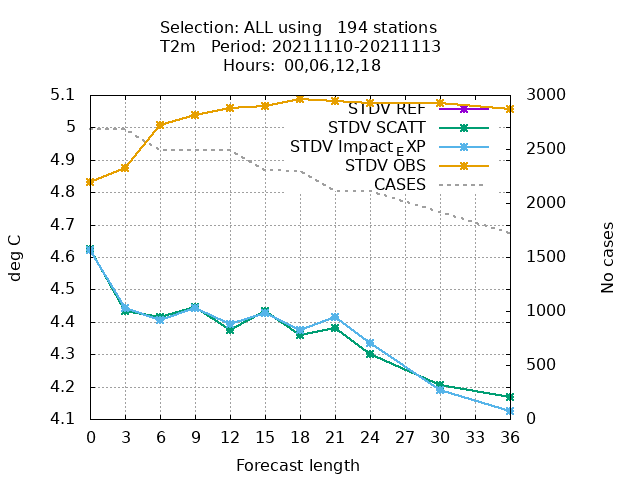 Selection: ALL using   194 stations
T2m   Period: 20211110-20211113
Hours:  00,06,12,18
5.1
5
4.9
4.8
4.7
4.6
4.5
4.4
4.3
4.2
4.1
deg C
STDV REF
STDV SCATT
STDV Impact_EXP
STDV OBS
CASES
3000
2500
2000
1500
1000
500
0
No cases
0 3 6 9 12 15 18 21 24 27 30 33 36
Forecast length